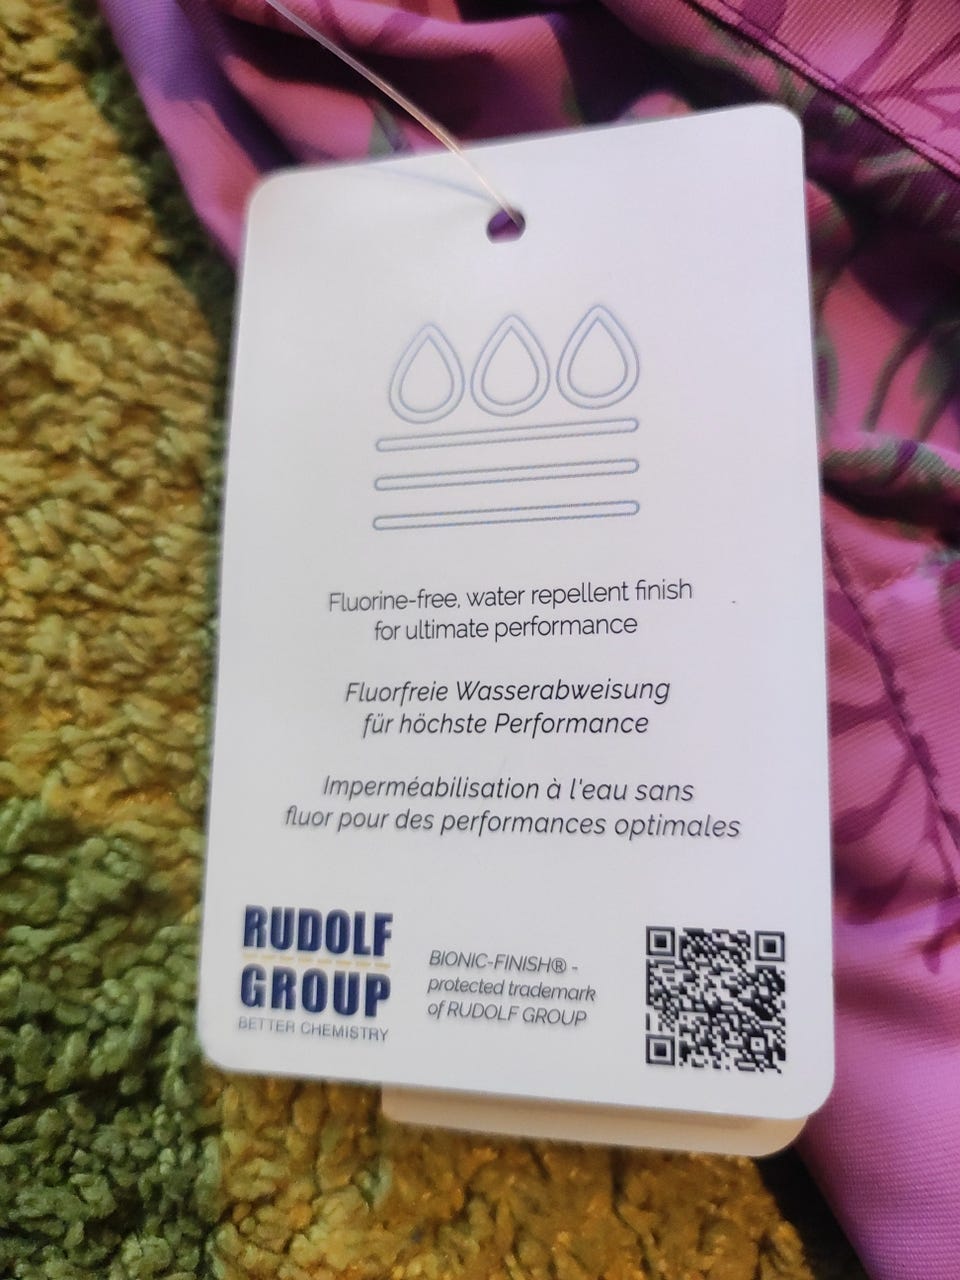 Fluorine-free, water repellent finish
for ultimate performance
Fluorfreie Wasserabweisung
für höchste Performance
Imperméabilisation à l'eau sans
fluor pour des performances optimales
RUDOLF
GROUP
BETTER CHEMISTRY
BIONIC-FINISH® -
protected trademark
of RUDOLF GROUP